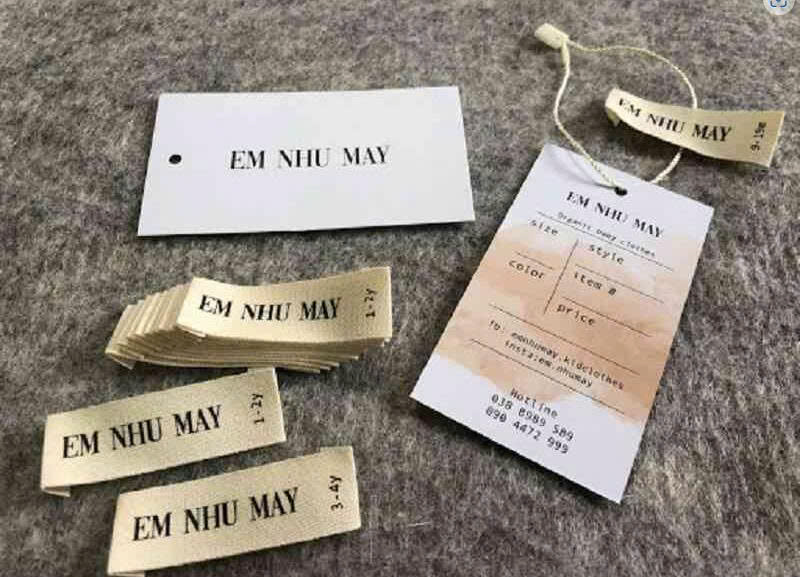 EM NHU MAY
EM NHU MAY
9-19m
EM NHU MAY
Organic baby clothes
size
style
color
item #
price
fb: emnhumay.kidclothes
insta:em.nhumay
Hotline
038 8989 589
090 4472 999
EM NHU MAY
1-2y
EM NHU MAY
1-2y
EM NHU MAY
3-4y